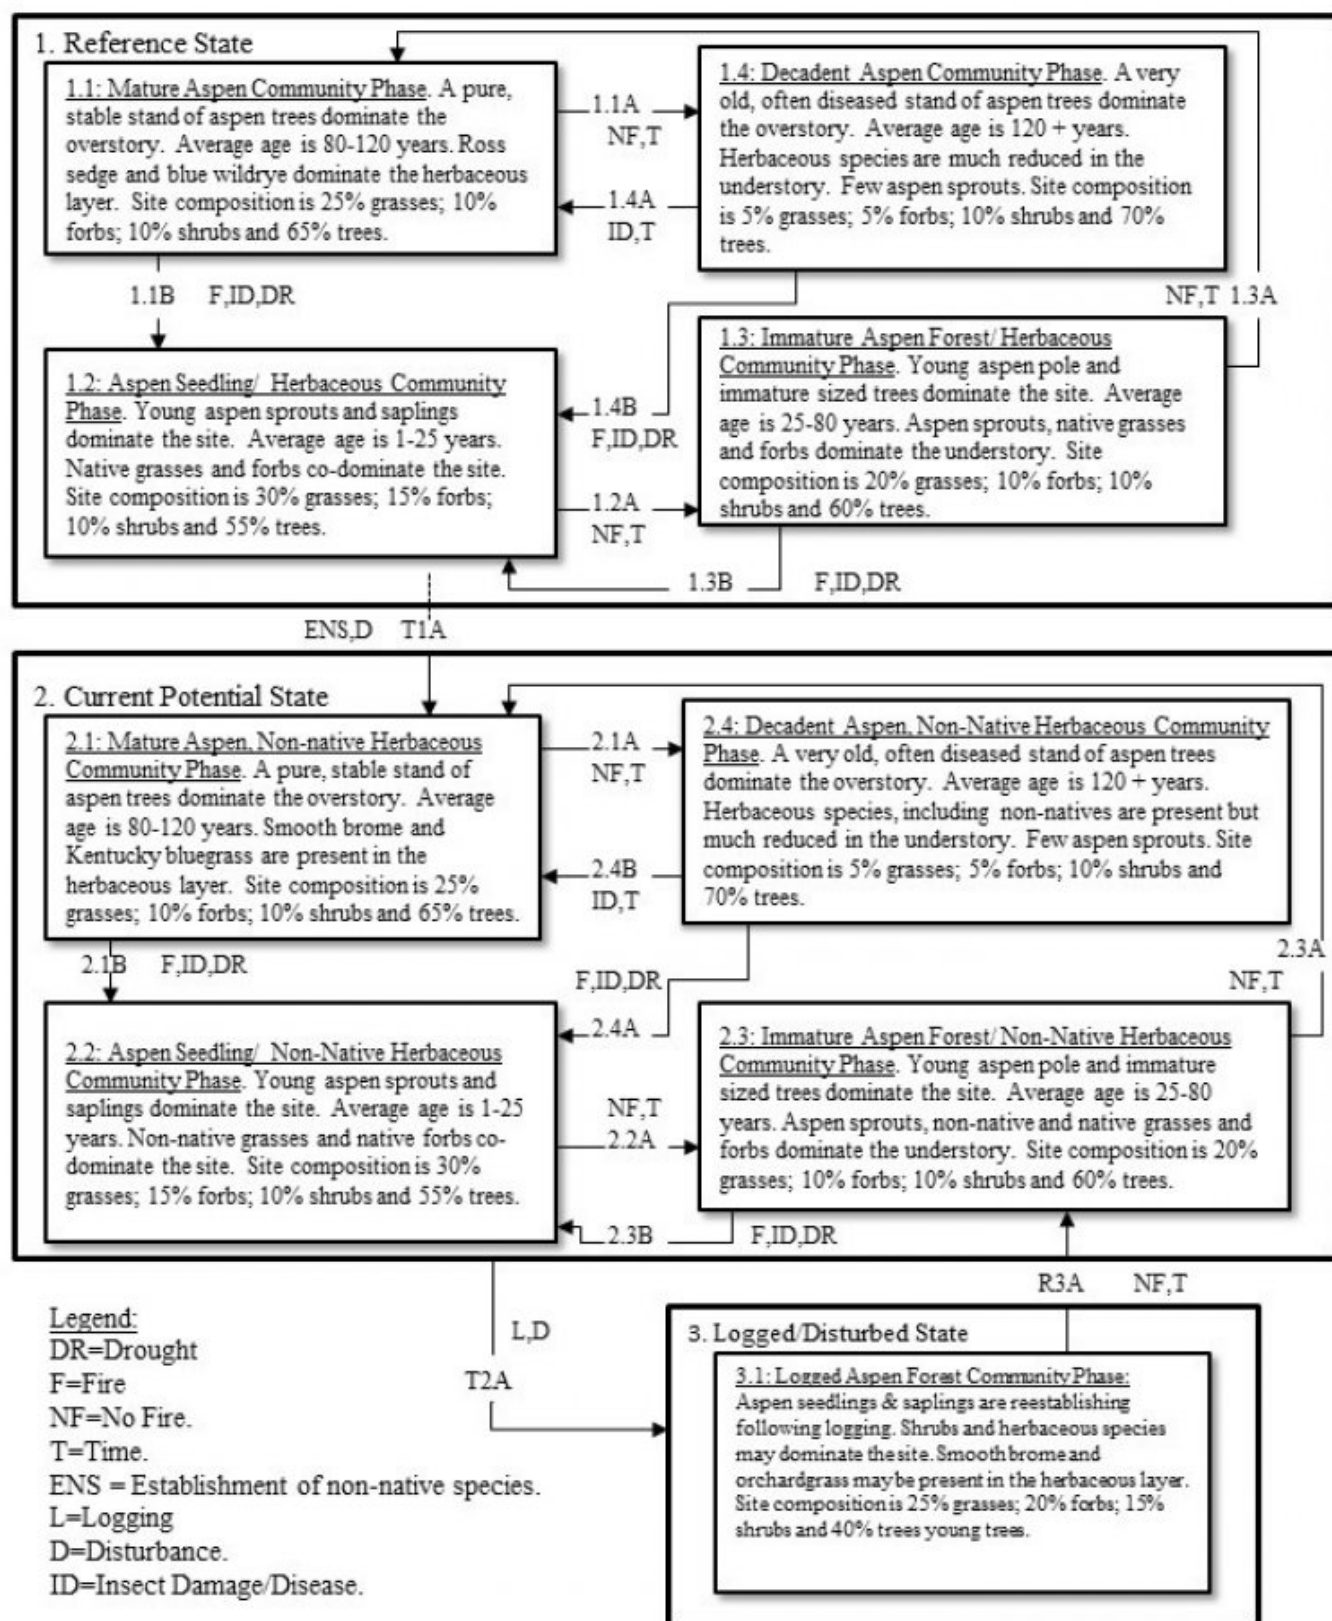 1. Reference State
1.1: Mature Aspen Community Phase. A pure,
stable stand of aspen trees dominate the
overstory. Average age is 80-120 years. Ross
sedge and blue wildrye dominate the herbaceous
layer. Site composition is 25% grasses; 10%
forbs; 10% shrubs and 65% trees.
1.1A
NF,T
1.4A
ID,T
1.4: Decadent Aspen Community Phase. A very
old, often diseased stand of aspen trees dominate
the overstory. Average age is 120 + years.
Herbaceous species are much reduced in the
understory. Few aspen sprouts. Site composition
is 5% grasses; 5% forbs; 10% shrubs and 70%
trees.
1.1B F,ID,DR
NF,T 1.3A
1.2: Aspen Seedling/ Herbaceous Community
Phase. Young aspen sprouts and saplings
dominate the site. Average age is 1-25 years.
Native grasses and forbs co-dominate the site.
Site composition is 30% grasses; 15% forbs;
10% shrubs and 55% trees.
1.4B
F,ID,DR
1.2A
NF,T
1.3: Immature Aspen Forest/ Herbaceous
Community Phase. Young aspen pole and
immature sized trees dominate the site. Average
age is 25-80 years. Aspen sprouts, native grasses
and forbs dominate the understory. Site
composition is 20% grasses; 10% forbs; 10%
shrubs and 60% trees.
1.3B F,ID,DR
ENS,D T1A
2. Current Potential State
2.1: Mature Aspen, Non-native Herbaceous
Community Phase. A pure, stable stand of
aspen trees dominate the overstory. Average
age is 80-120 years. Smooth brome and
Kentucky bluegrass are present in the
herbaceous layer. Site composition is 25%
grasses; 10% forbs; 10% shrubs and 65% trees.
2.1A
NF,T
2.4B
ID,T
2.4: Decadent Aspen, Non-Native Herbaceous Community
Phase. A very old, often diseased stand of aspen trees
dominate the overstory. Average age is 120 + years.
Herbaceous species, including non-natives are present but
much reduced in the understory. Few aspen sprouts. Site
composition is 5% grasses; 5% forbs; 10% shrubs and
70% trees.
2.1B F,ID,DR
F,ID,DR
2.4A
2.3A
NF,T
2.2: Aspen Seedling/ Non-Native Herbaceous
Community Phase. Young aspen sprouts and
saplings dominate the site. Average age is 1-25
years. Non-native grasses and native forbs co-
dominate the site. Site composition is 30%
grasses; 15% forbs; 10% shrubs and 55% trees.
NF,T
2.2A
2.3: Immature Aspen Forest/ Non-Native Herbaceous
Community Phase. Young aspen pole and immature
sized trees dominate the site. Average age is 25-80
years. Aspen sprouts, non-native and native grasses and
forbs dominate the understory. Site composition is 20%
grasses; 10% forbs; 10% shrubs and 60% trees.
2.3B F,ID,DR
R3A NF,T
L,D
T2A
3. Logged/Disturbed State
3.1: Logged Aspen Forest Community Phase:
Aspen seedlings & saplings are reestablishing
following logging. Shrubs and herbaceous species
may dominate the site. Smooth brome and
orchardgrass may be present in the herbaceous layer.
Site composition is 25% grasses; 20% forbs; 15%
shrubs and 40% trees young trees.
Legend:
DR=Drought
F=Fire
NF=No Fire.
T=Time.
ENS = Establishment of non-native species.
L=Logging
D=Disturbance.
ID=Insect Damage/Disease.